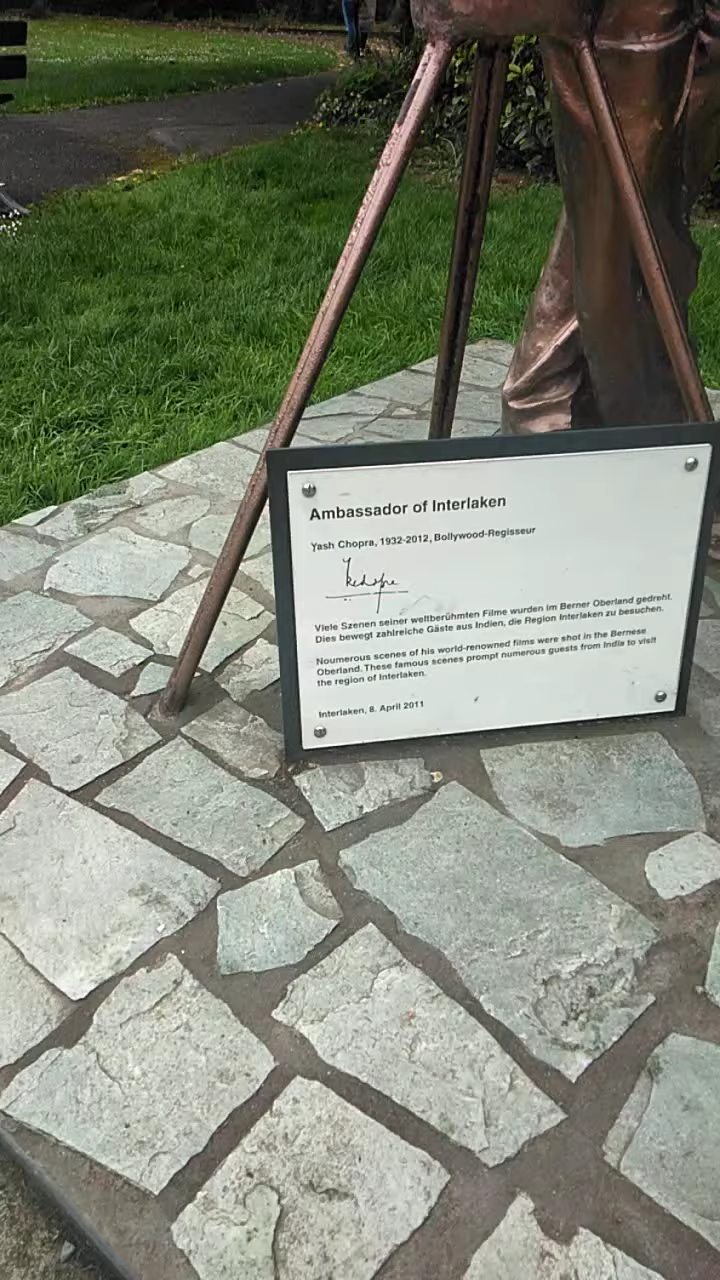 Ambassador of Interlaken
Yash Chopra, 1932-2012, Bollywood-Regisseur
Viele Szenen seiner weltberühmten Filme wurden im Berner Oberland gedreht.
Dies bewegt zahlreiche Gäste aus Indien, die Region Interlaken zu besuchen.
Noumerous scenes of his world-renowned films were shot in the Bernese
Oberland. These famous scenes prompt numerous guests from India to visit
the region of Interlaken.
Interlaken, 8. April 2011